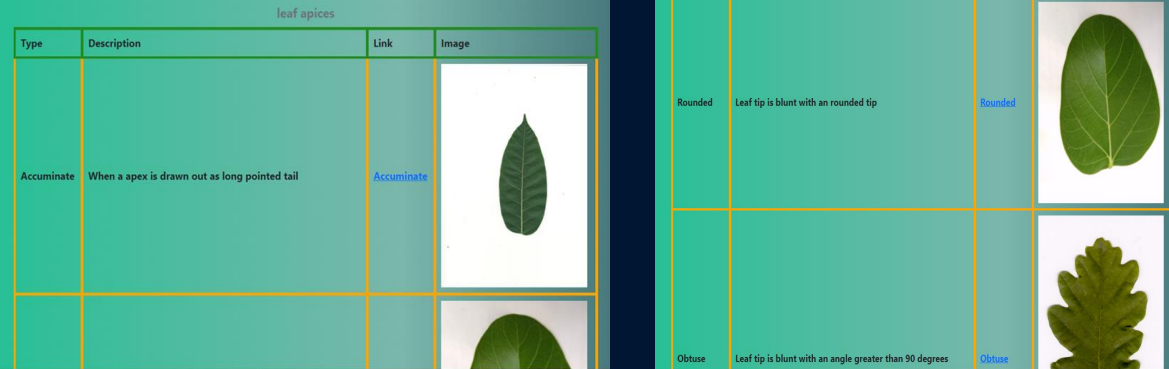 leaf apices
Type Description Link Image
Accuminate When a apex is drawn out as long pointed tail Accuminate
Rounded Leaf tip is blunt with an rounded tip Rounded
Obtuse Leaf tip is blunt with an angle greater than 90 degrees Obtuse